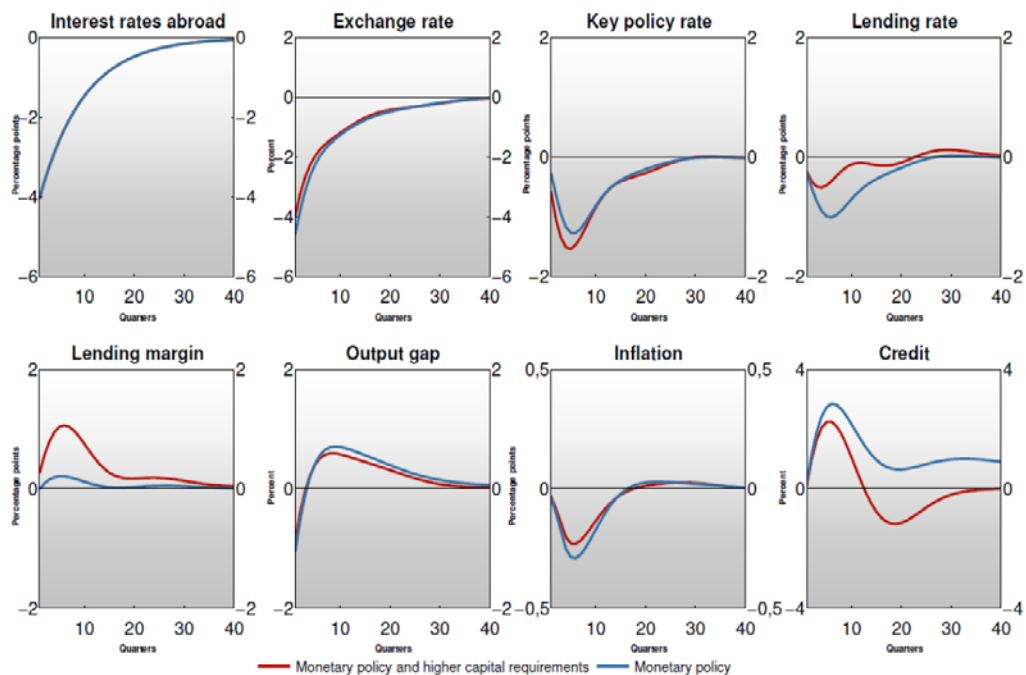 Interest rates abroad
Exchange rate
Key policy rate
Lending rate
0 0 2 2 2 2 2 2
Percentage points
Percent
Percentage points
Percentage points
−2 −2 0 0 0 0 0 0
−4 −4 −2 −2
−4 −4
−6 −6 −6 −6 −2 −2 −2 −2
10 20 30 40 10 20 30 40 10 20 30 40 10 20 30 40
Quarters Quarters Quarters Quarters
Lending margin
Output gap
Inflation
Credit
2 2 2 2 0,5 0,5 4 4
Percentage points
Percent
Percentage points
Percent
0 0 0 0 0 0 0 0
−2 −2 −2 −2 −0,5 −0,5 −4 −4
10 20 30 40 10 20 30 40 10 20 30 40 10 20 30 40
Quarters Quarters Quarters Quarters
Monetary policy and higher capital requirements Monetary policy